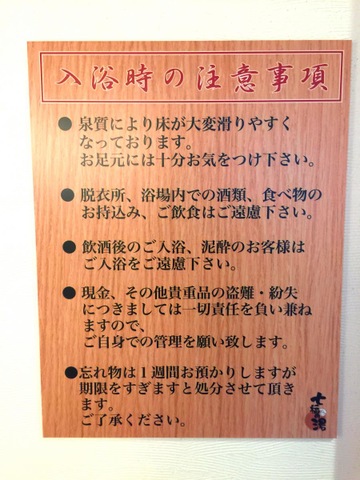 入浴時の注意事項
●泉質により床が大変滑りやすく
なっております。
お足元には十分お気をつけ下さい。
●脱衣所、浴場内での酒類、食べ物の
お持込み、ご飲食はご遠慮下さい。
●飲酒後のご入浴、泥酔のお客様は
ご入浴をご遠慮下さい。
●現金、その他貴重品の盗難・紛失
につきましては一切責任を負い兼ね
ますので、
ご自身での管理を願い致します。
●忘れ物は1週間お預かりしますが
期限をすぎますと処分させて頂き
ます。
ご了承ください。